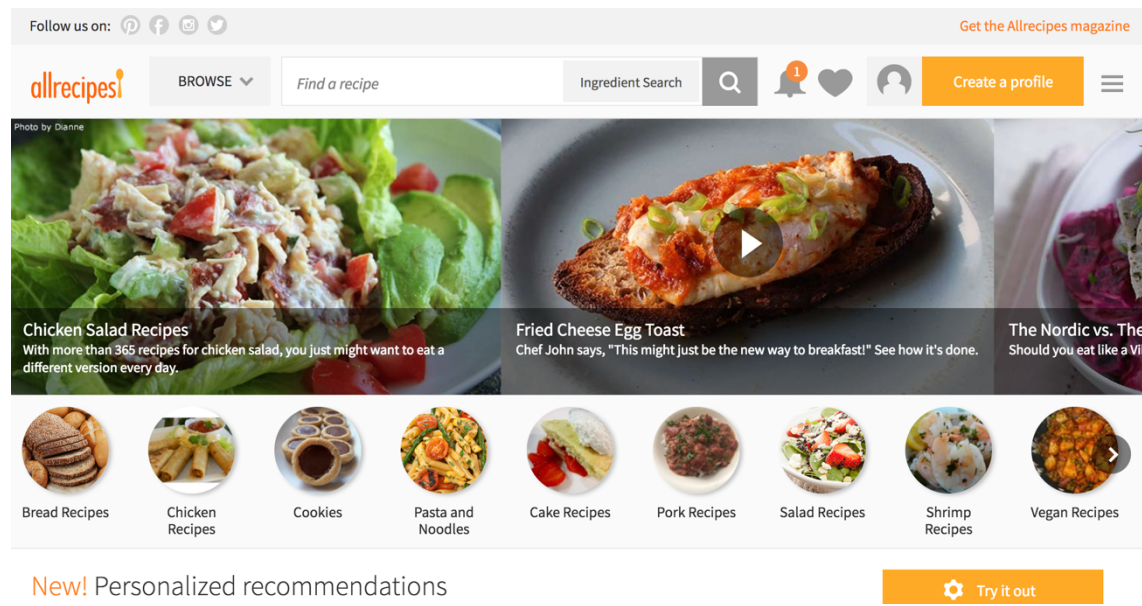 Follow us on:
Get the Allrecipes magazine
allrecipes
BROWSE
Find a recipe
Ingredient Search
1
Create a profile
Photo by Dianne
Chicken Salad Recipes
With more than 365 recipes for chicken salad, you just might want to eat a
different version every day.
Fried Cheese Egg Toast
Chef John says, "This might just be the new way to breakfast!" See how it's done.
The Nordic vs. The
Should you eat like a Vi
Bread Recipes
Chicken
Recipes
Cookies
Pasta and
Noodles
Cake Recipes
Pork Recipes
Salad Recipes
Shrimp
Recipes
Vegan Recipes
New! Personalized recommendations
Try it out